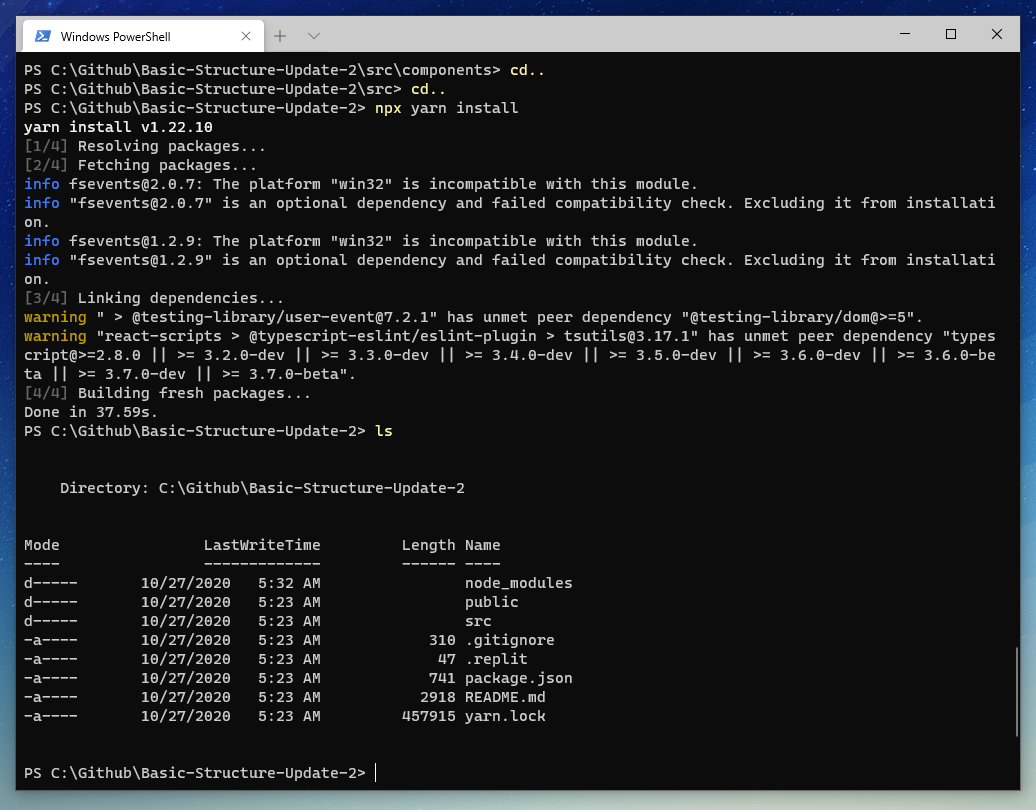 Windows PowerShell
PS C:\Github\Basic-Structure-Update-2\src\components> cd..
PS C:\Github\Basic-Structure-Update-2\src> cd..
PS C:\Github\Basic-Structure-Update-2> npx yarn install
yarn install v1.22.10
[1/4] Resolving packages...
[2/4] Fetching packages...
info fsevents@2.0.7: The platform "win32" is incompatible with this module.
info "fsevents@2.0.7" is an optional dependency and failed compatibility check. Excluding it from installati
on.
info fsevents@1.2.9: The platform "win32" is incompatible with this module.
info "fsevents@1.2.9" is an optional dependency and failed compatibility check. Excluding it from installati
on.
[3/4] Linking dependencies...
warning " > @testing-library/user-event@7.2.1" has unmet peer dependency "@testing-library/dom@>=5".
warning "react-scripts > @typescript-eslint/eslint-plugin > tsutils@3.17.1" has unmet peer dependency "types
cript@>=2.8.0 || >= 3.2.0-dev || >= 3.3.0-dev || >= 3.4.0-dev || >= 3.5.0-dev || >= 3.6.0-dev || >= 3.6.0-be
ta || >= 3.7.0-dev || >= 3.7.0-beta".
[4/4] Building fresh packages...
Done in 37.59s.
PS C:\Github\Basic-Structure-Update-2> ls
    Directory: C:\Github\Basic-Structure-Update-2
Mode                LastWriteTime         Length Name
----                -------------         ------ ----
d-----       10/27/2020   5:32 AM                node_modules
d-----       10/27/2020   5:23 AM                public
d-----       10/27/2020   5:23 AM                src
-a----       10/27/2020   5:23 AM            310 .gitignore
-a----       10/27/2020   5:23 AM             47 .replit
-a----       10/27/2020   5:23 AM            741 package.json
-a----       10/27/2020   5:23 AM           2918 README.md
-a----       10/27/2020   5:23 AM         457915 yarn.lock
PS C:\Github\Basic-Structure-Update-2>